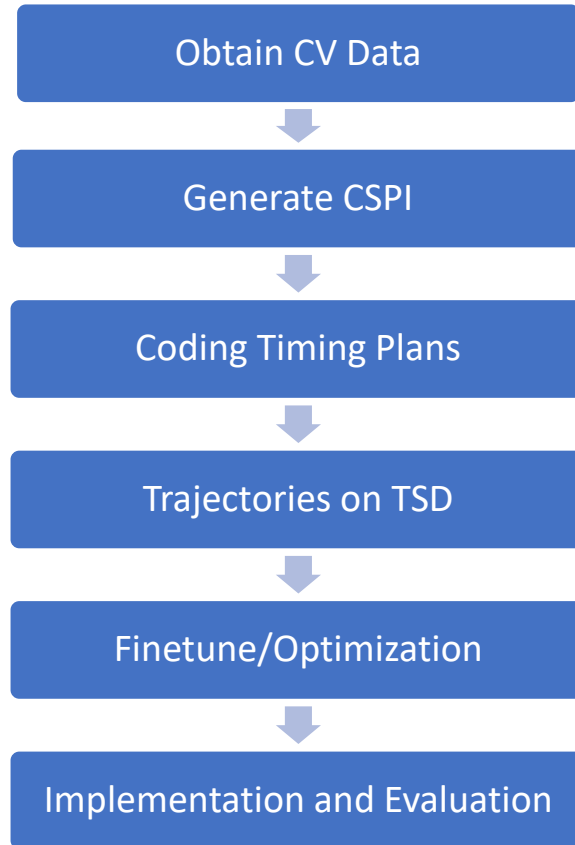 Obtain CV Data
Generate CSPI
Coding Timing Plans
Trajectories on TSD
Finetune/Optimization
Implementation and Evaluation